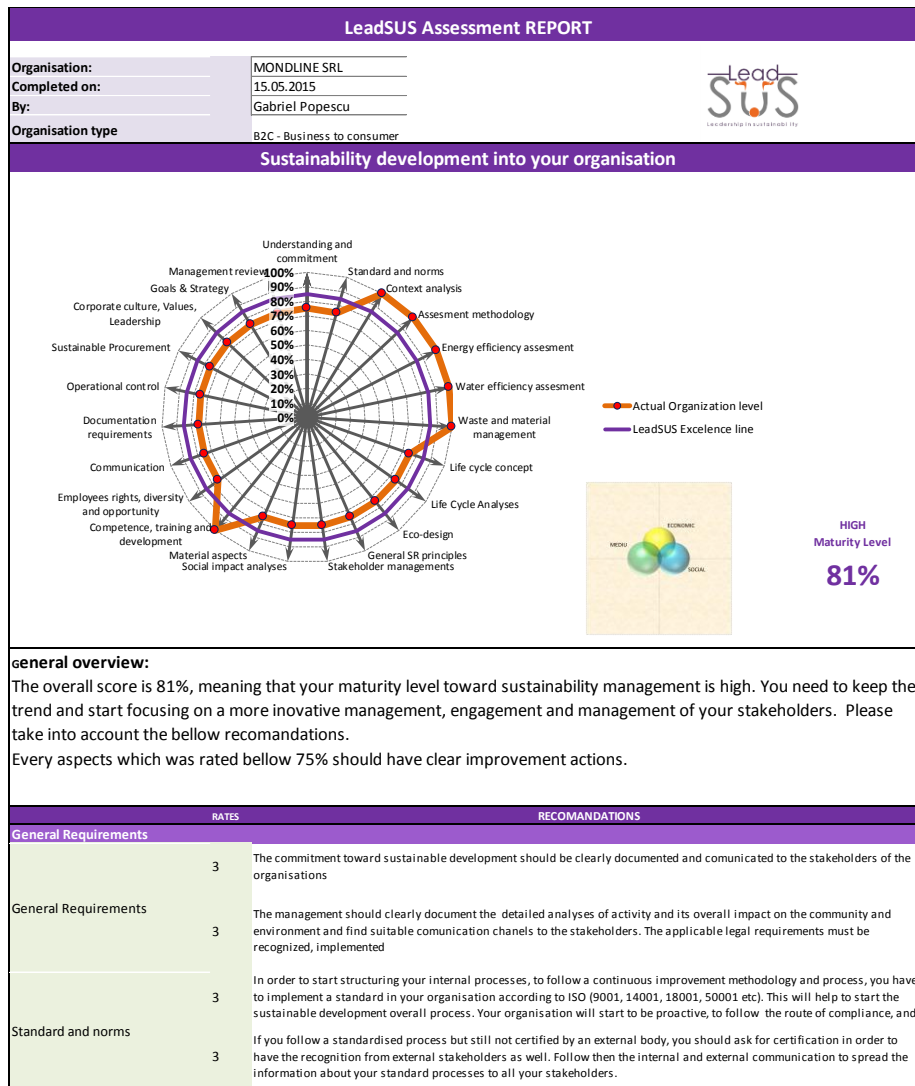 LeadSUS Assessment REPORT
Organisation:
MONDLINE SRL
Completed on:
15.05.2015
By:
Gabriel Popescu
Organisation type
B2C - Business to consumer
Lead
SUS
Leadership in sustainability
Sustainability development into your organisation
Understanding and
commitment
Standard and norms
Context analysis
Assesment methodology
Energy efficiency assesment
Water efficiency assesment
Waste and material
management
Life cycle concept
Life Cycle Analyses
Eco-design
General SR principles
Stakeholder managements
Social impact analyses
Material aspects
Competence, training and
development
Employees rights, diversity
and opportunity
Communication
Documentation
requirements
Operational control
Sustainable Procurement
Corporate culture, Values,
Leadership
Goals & Strategy
Management review
100%
90%
80%
70%
60%
50%
40%
30%
20%
10%
0%
Actual Organization level
LeadSUS Excelence line
ECONOMIC
MEDIU
SOCIAL
HIGH
Maturity Level
81%
General overview:
The overall score is 81%, meaning that your maturity level toward sustainability management is high. You need to keep the
trend and start focusing on a more inovative management, engagement and management of your stakeholders. Please
take into account the bellow recomandations.
Every aspects which was rated bellow 75% should have clear improvement actions.
RATES
RECOMANDATIONS
General Requirements
General Requirements
3
The commitment toward sustainable development should be clearly documented and comunicated to the stakeholders of the
organisations
3
The management should clearly document the detailed analyses of activity and its overall impact on the community and
environment and find suitable comunication chanels to the stakeholders. The applicable legal requirements must be
recognized, implemented
Standard and norms
3
In order to start structuring your internal processes, to follow a continuous improvement methodology and process, you have
to implement a standard in your organisation according to ISO (9001, 14001, 18001, 50001 etc). This will help to start the
sustainable development overall process. Your organisation will start to be proactive, to follow the route of compliance, and
3
If you follow a standardised process but still not certified by an external body, you should ask for certification in order to
have the recognition from external stakeholders as well. Follow then the internal and external communication to spread the
information about your standard processes to all your stakeholders.